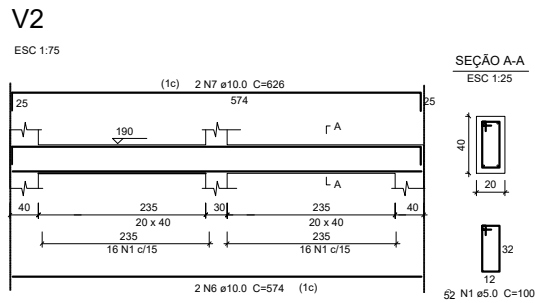 V2
ESC 1:75
SEÇÃO A-A
ESC 1:25
(1c) 2 N7 ø10.0 C=626
25 574 25
190
A
A
40 235 30 235 40
20 x 40 20 x 40
235 235
16 N1 c/15 16 N1 c/15
2 N6 ø10.0 C=574 (1c)
40
20
32
12
52 N1 ø5.0 C=100